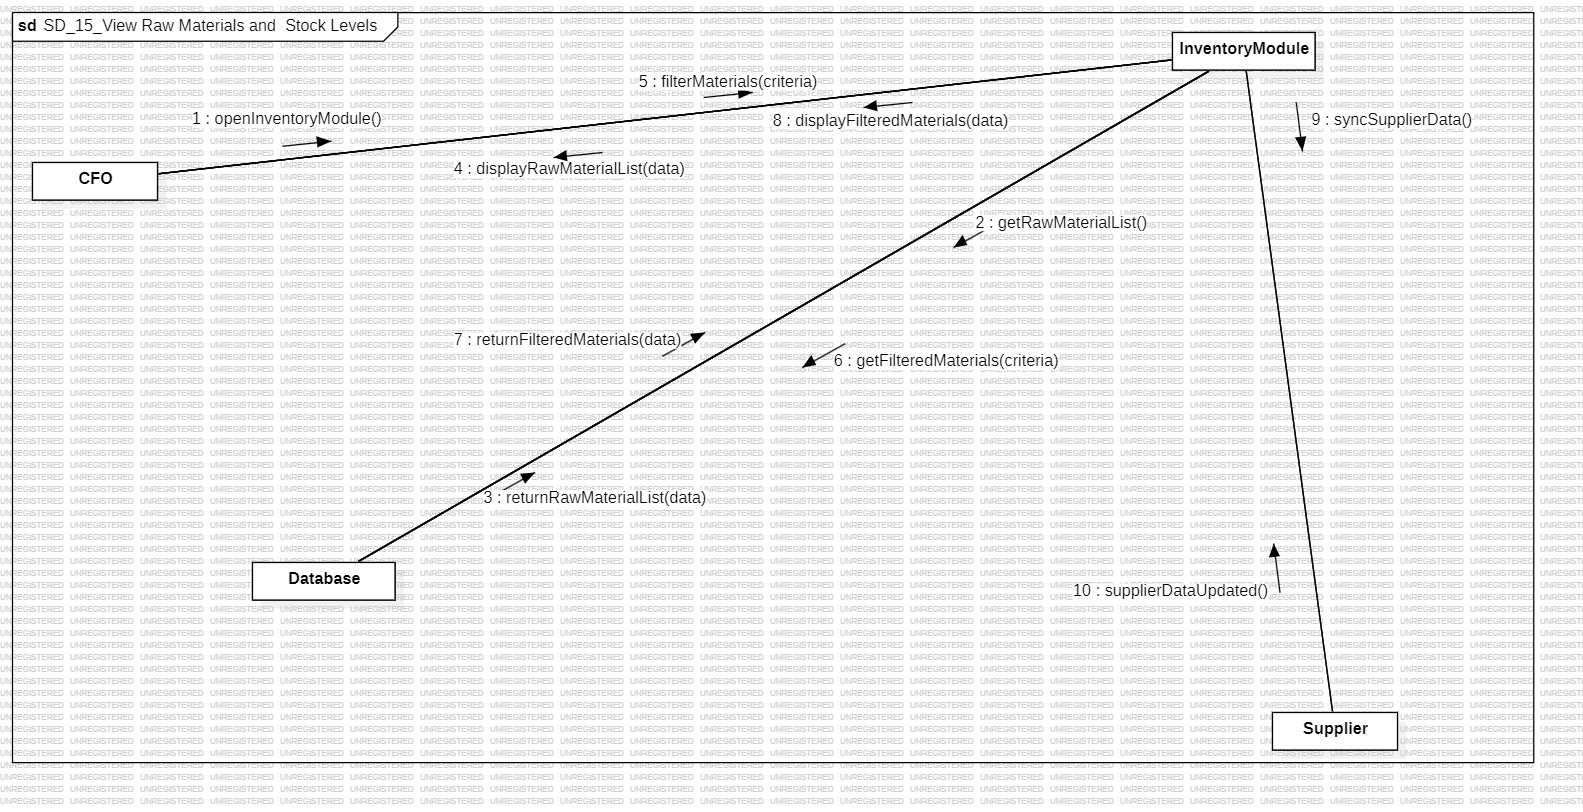 sd SD_15_View Raw Materials and  Stock Levels
InventoryModule
5 : filterMaterials(criteria)
1 : openInventoryModule()
8 : displayFilteredMaterials(data)
9 : syncSupplierData()
4 : displayRawMaterialList(data)
CFO
2 : getRawMaterialList()
7 : returnFilteredMaterials(data)
6 : getFilteredMaterials(criteria)
3 : returnRawMaterialList(data)
Database
10 : supplierDataUpdated()
Supplier
UNREGISTERED